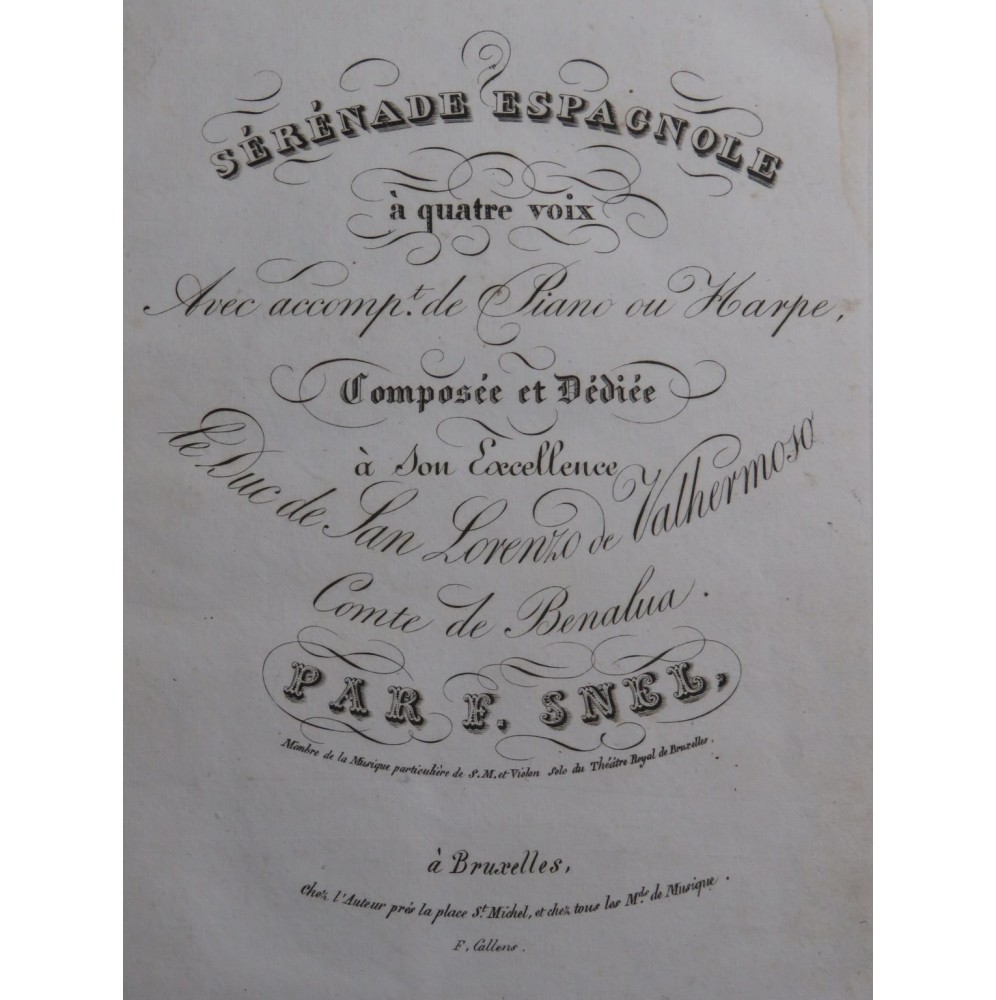 SÉRÉNADE ESPAGNOLE
à quatre voix
Avec accomp.t de Piano ou Harpe,
Composée et Dédiée
à Son Excellence
le Duc de San Lorenzo de Valhermoso
Comte de Benalua.
PAR F. SNEL,
Membre de la Musique particulière de S.M. et Violon solo du Théâtre Royal de Bruxelles.
à Bruxelles,
Chez l'Auteur près la place St. Michel, et chez tous les Mds. de Musique.
F. Callens.